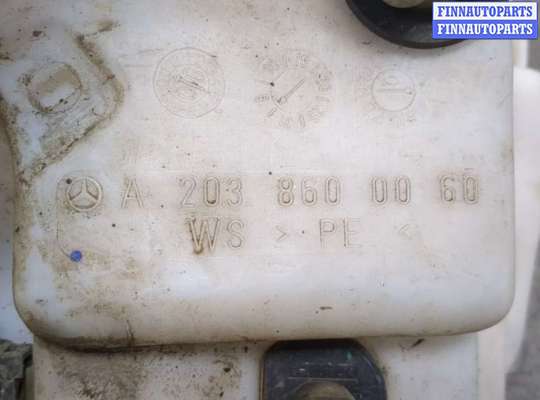 FINNAUTOPARTS
FINNAUTOPARTS
A 203 860 00 60
WS > PE <